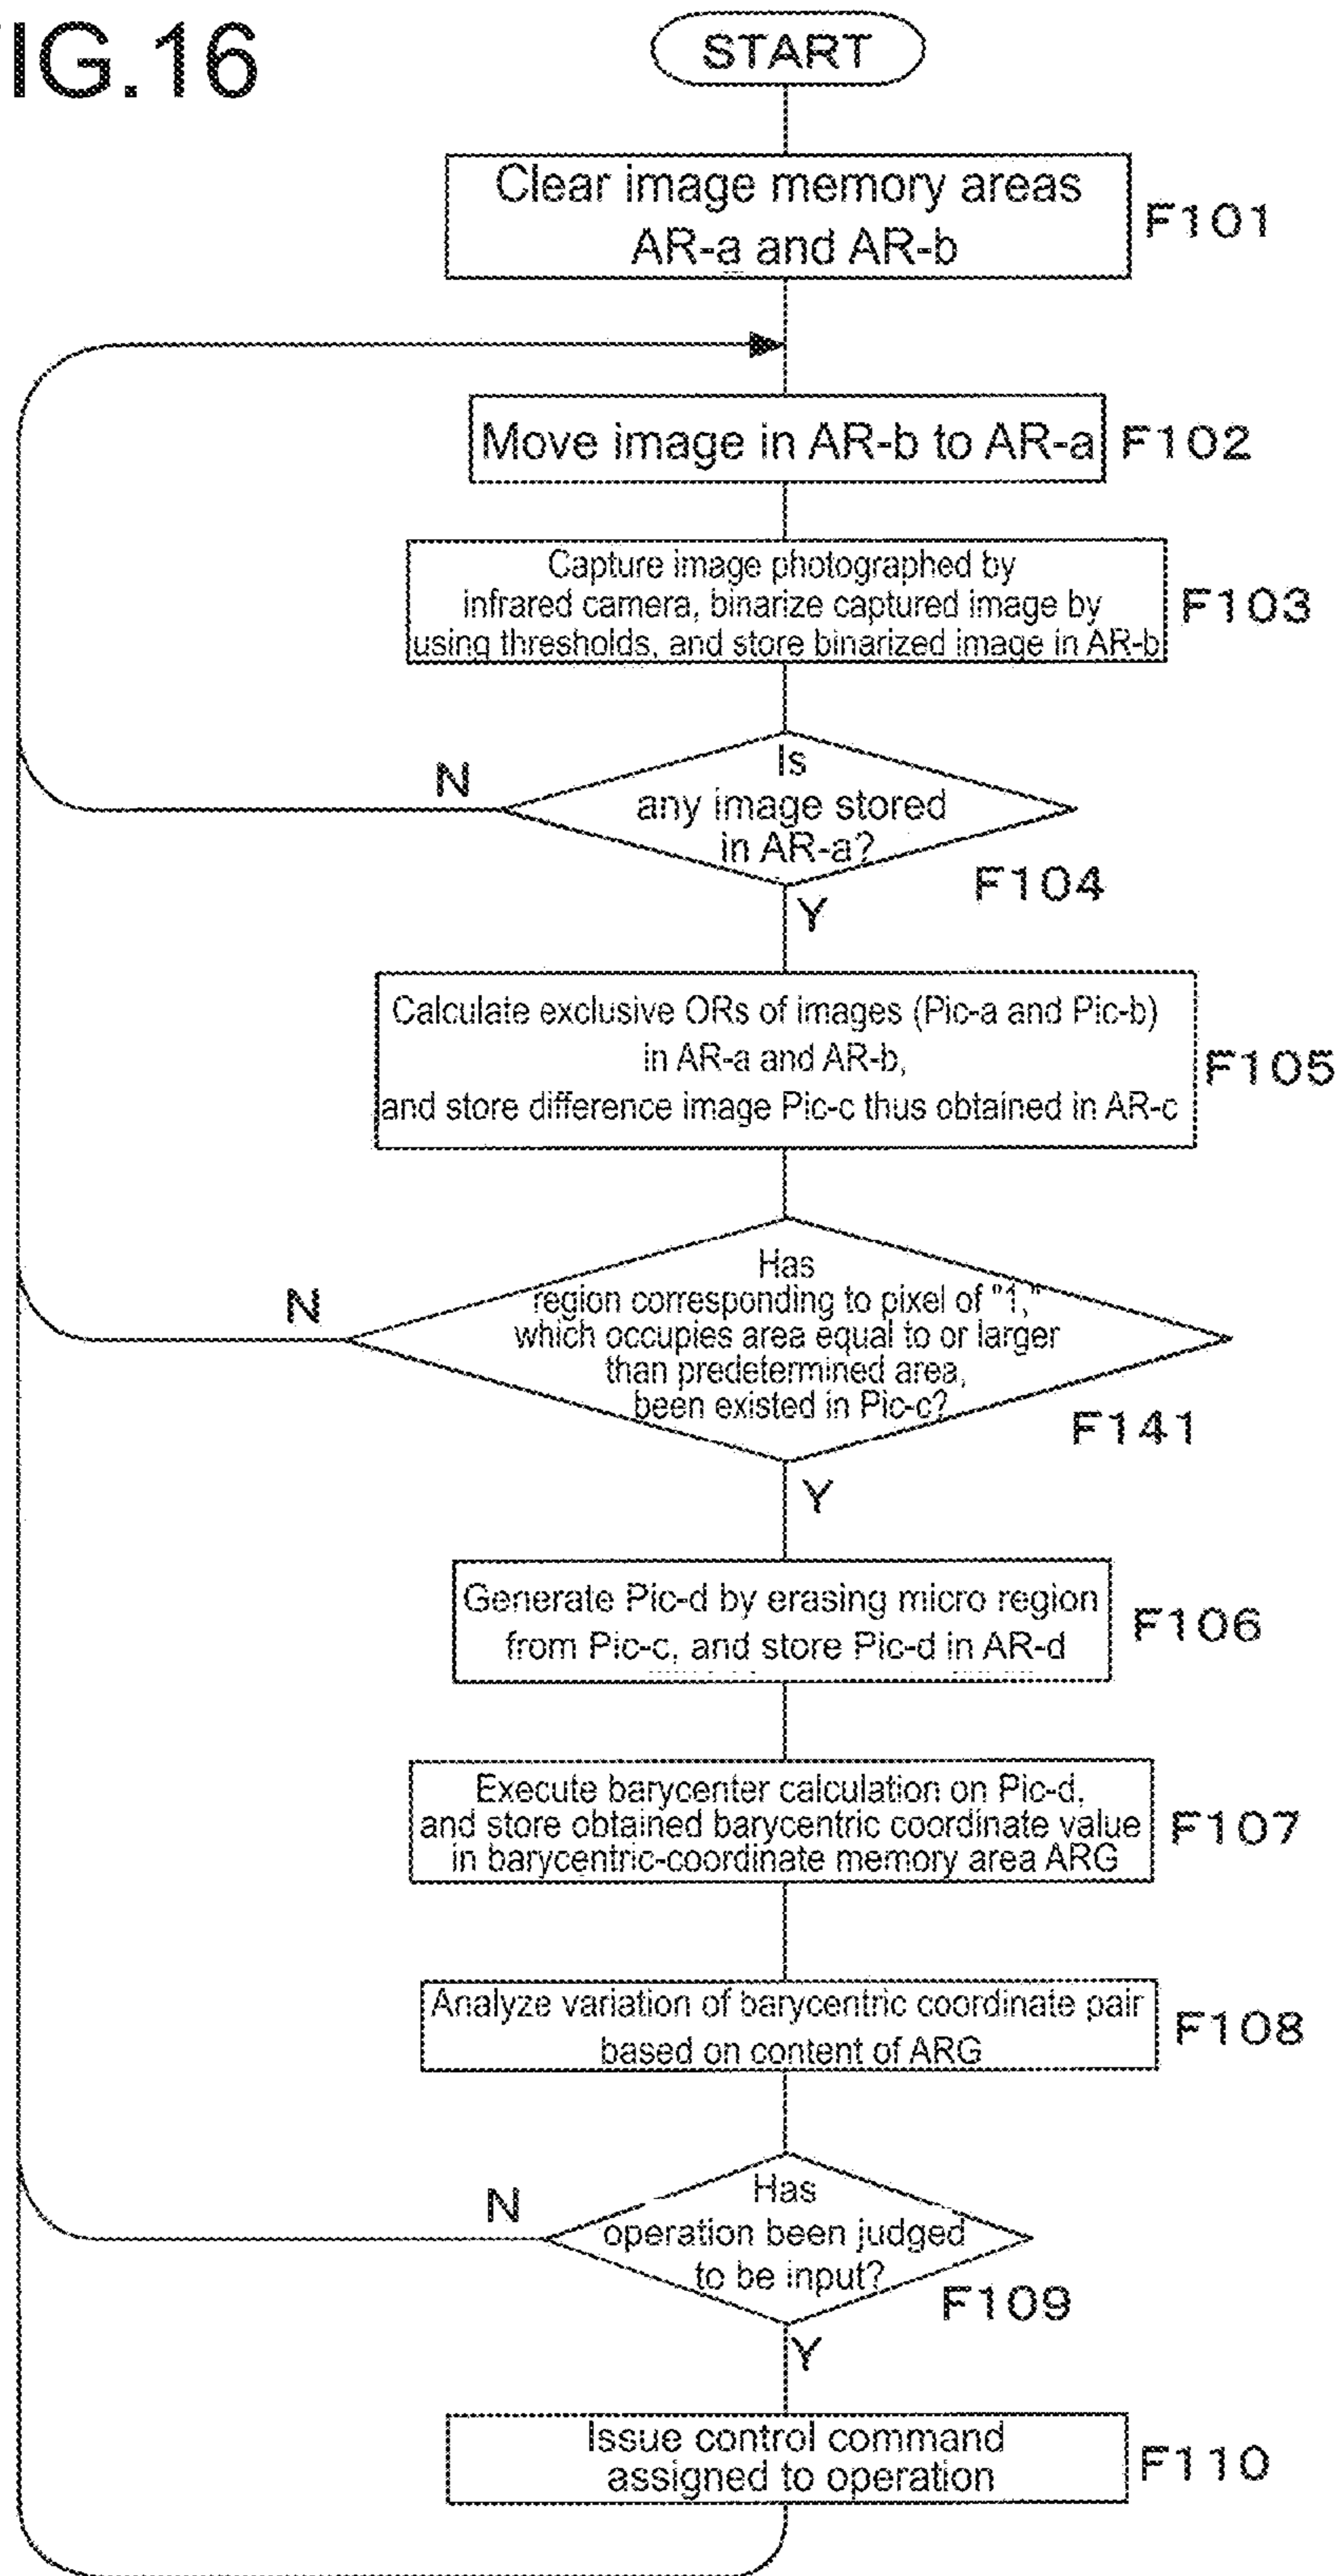 IG.16
START
Clear image memory areas
AR-a and AR-b
F101
Move image in AR-b to AR-a
F102
Capture image photographed by
infrared camera, binarize captured image by
using thresholds, and store binarized image in AR-b
F103
Is
any image stored
in AR-a?
N
F104
Y
Calculate exclusive ORs of images (Pic-a and Pic-b)
in AR-a and AR-b,
and store difference image Pic-c thus obtained in AR-c
F105
Has
region corresponding to pixel of "1,"
which occupies area equal to or larger
than predetermined area,
been existed in Pic-c?
N
F141
Y
Generate Pic-d by erasing micro region
from Pic-c, and store Pic-d in AR-d
F106
Execute barycenter calculation on Pic-d,
and store obtained barycentric coordinate value
in barycentric-coordinate memory area ARG
F107
Analyze variation of barycentric coordinate pair
based on content of ARG
F108
Has
operation been judged
to be input?
N
F109
Y
Issue control command
assigned to operation
F110